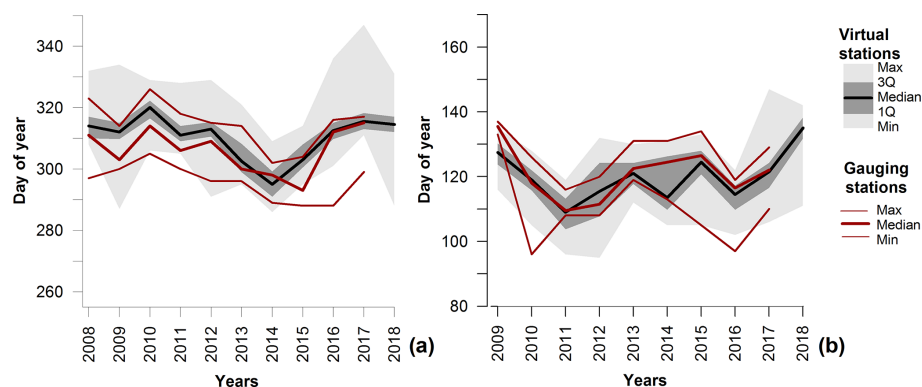 Day of year
340
320
300
280
260
2008
2009
2010
2011
2012
2013
2014
2015
2016
2017
2018
(a)
Years
Day of year
160
140
120
100
80
2009
2010
2011
2012
2013
2014
2015
2016
2017
2018
(b)
Years
Virtual
stations
Max
3Q
Median
1Q
Min
Gauging
stations
Max
Median
Min